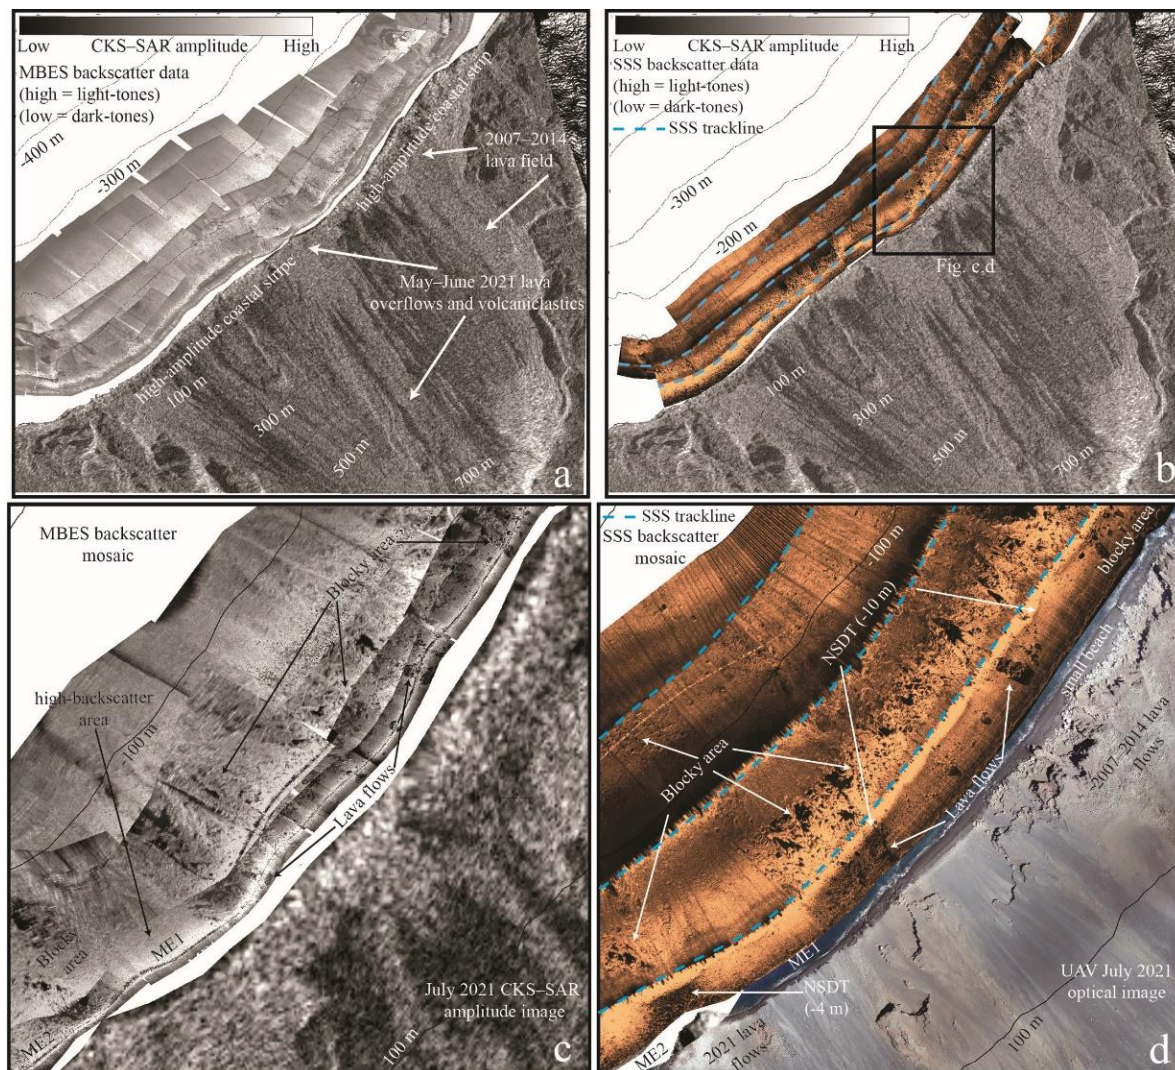 Low CKS–SAR amplitude High
MBES backscatter data
(high = light-tones)
(low = dark-tones)
-400 m
-300 m
high-amplitude coastal strip
2007–2014
lava field
May–June 2021 lava
overflows and volcaniclastics
high-amplitude coastal stripe
100 m
300 m
500 m
700 m
a
Low CKS–SAR amplitude High
SSS backscatter data
(high = light-tones)
(low = dark-tones)
SSS trackline
-300 m
-200 m
Fig. c,d
100 m
300 m
500 m
700 m
b
MBES backscatter
mosaic
Blocky area
high-backscatter
area
-100 m
Lava flows
Blocky area
ME1
ME2
July 2021 CKS–SAR
amplitude image
100 m
c
SSS trackline
SSS backscatter
mosaic
-100 m
NSDT (-10 m)
blocky area
small beach
2007–2014 lava
flows
Blocky area
Lava flows
ME1
NSDT
(-4 m)
ME2
2021 lava
flows
UAV July 2021
optical image
100 m
d